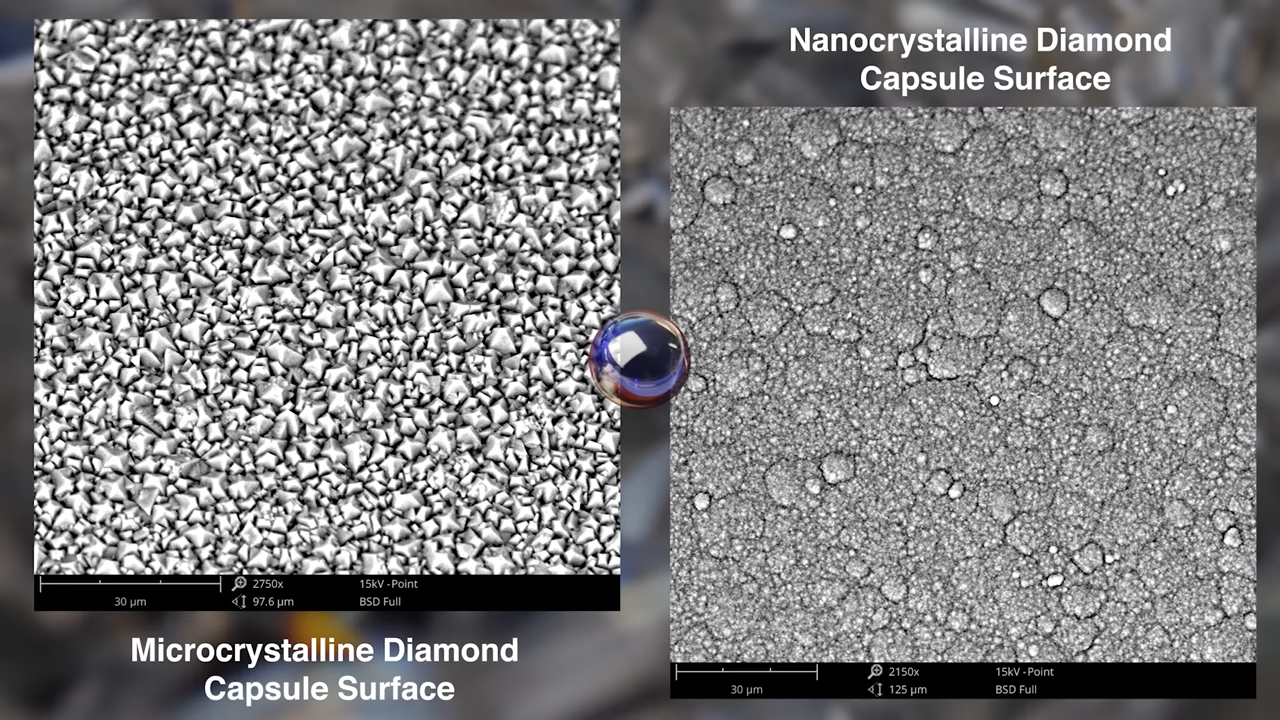 Nanocrystalline Diamond
Capsule Surface
2750x 15kV -Point
30 µm 97.6 µm BSD Full
Microcrystalline Diamond
Capsule Surface
2150x 15kV -Point
30 µm 125 µm BSD Full